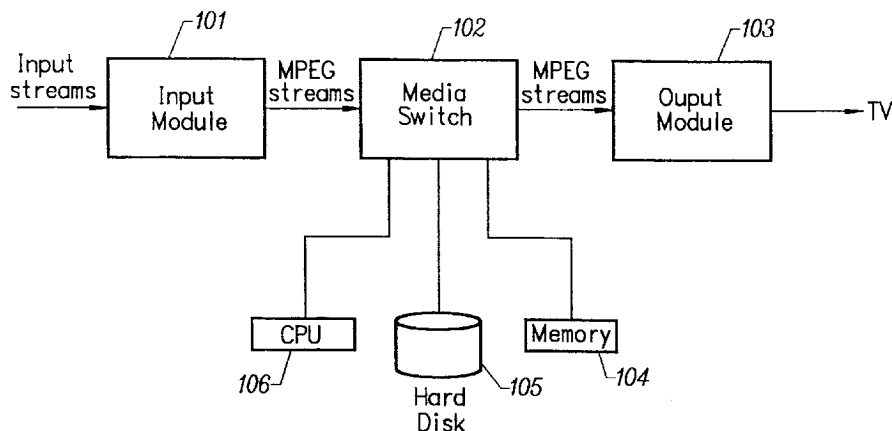 101
102
103
Input
streams
Input
Module
MPEG
streams
Media
Switch
MPEG
streams
Ouput
Module
TV
CPU
106
Hard
Disk
105
Memory
104